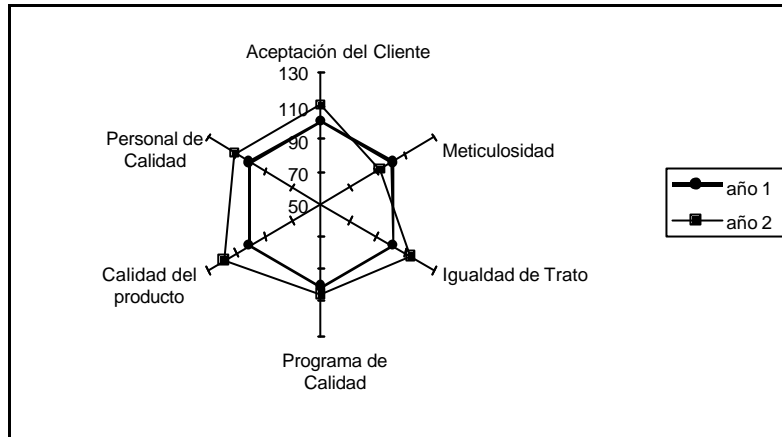 Aceptación del Cliente
130
110
90
70
50
Personal de
Calidad
Meticulosidad
año 1
año 2
Calidad del
producto
Igualdad de Trato
Programa de
Calidad